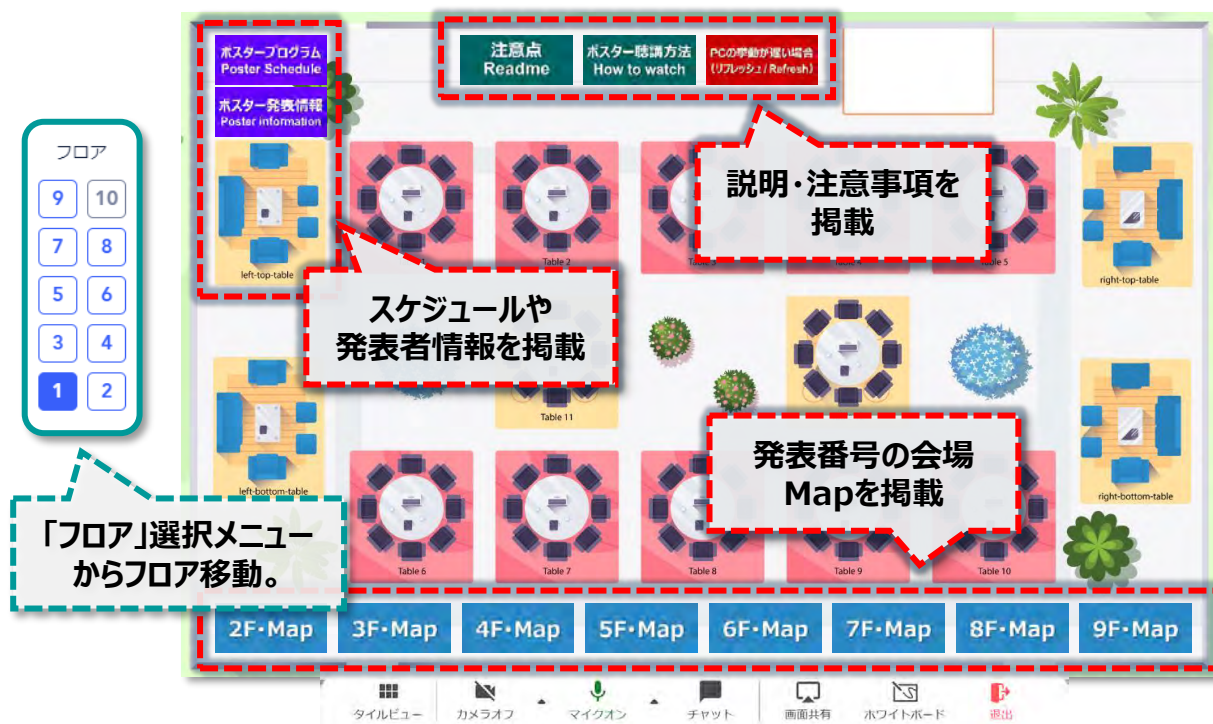 ポスタープログラム
Poster Schedule
ポスター発表情報
Poster information
注意点
Readme
ポスター聴講方法
How to watch
PCの挙動が遅い場合
(リフレッシュ/Refresh)
フロア
9 10
7 8
5 6
3 4
1 2
説明・注意事項を
掲載
left-top-table
Table 2
right-top-table
スケジュールや
発表者情報を掲載
Table 11
発表番号の会場
Mapを掲載
left-bottom-table
right-bottom-table
「フロア」選択メニュー
からフロア移動。
Table 6
Table 7
Table 8
Table 9
Table 10
2F・Map
3F・Map
4F・Map
5F・Map
6F・Map
7F・Map
8F・Map
9F・Map
タイルビュー
カメラオフ
マイクオン
チャット
画面共有
ホワイトボード
退出